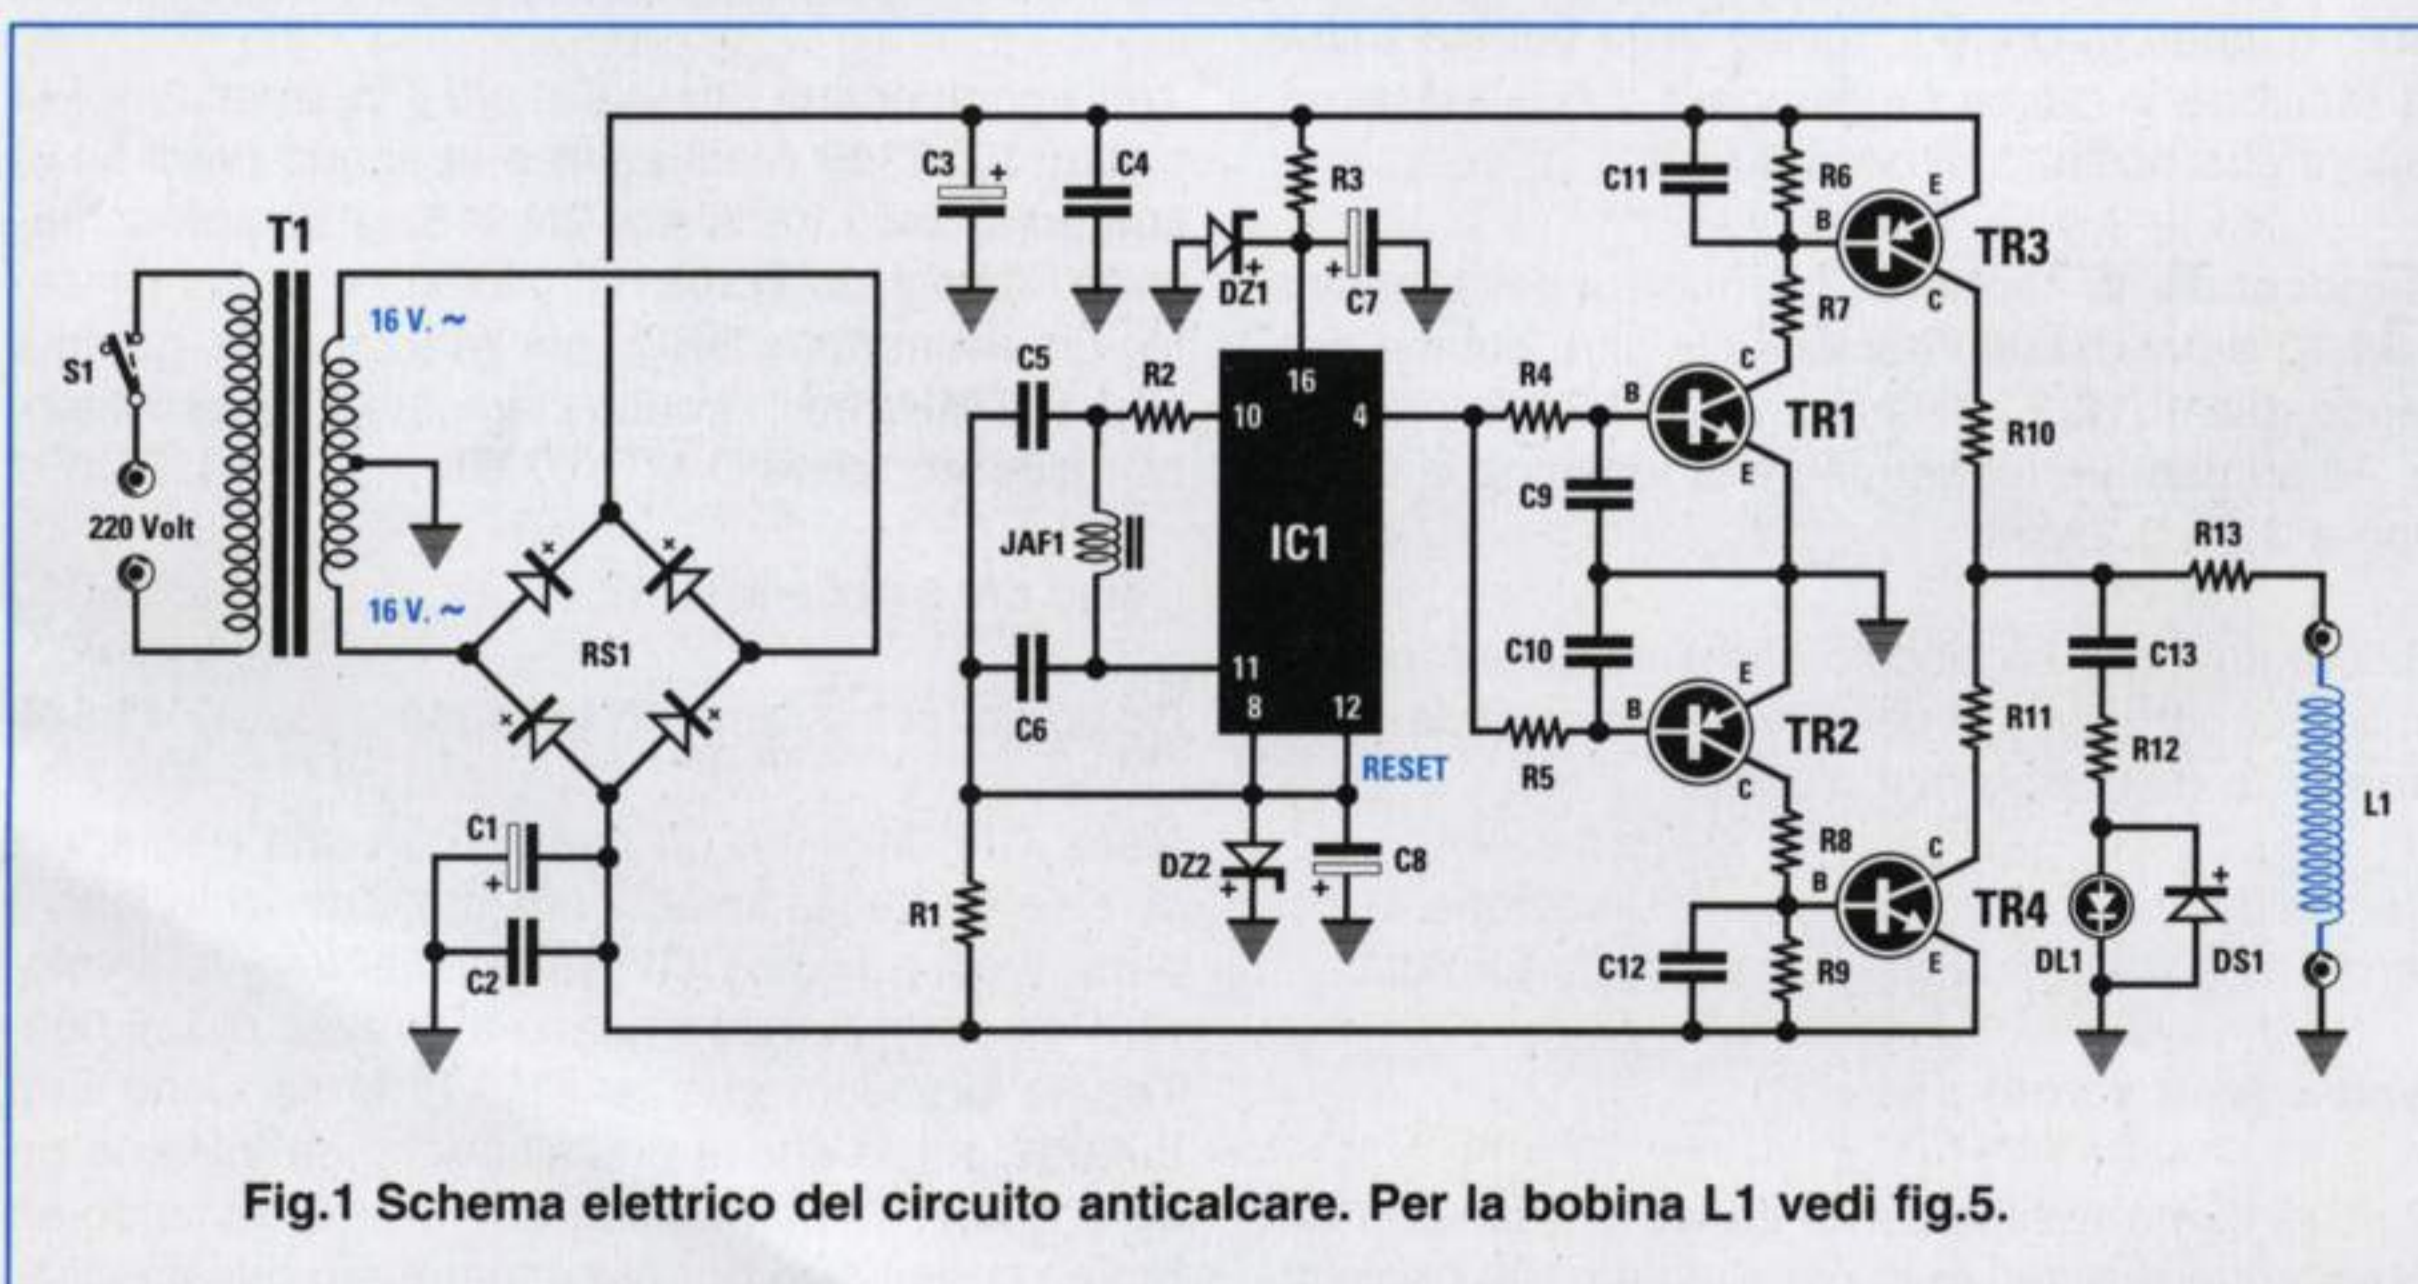 T1
S1
220 Volt
16 V. ~
16 V. ~
RS1
C1
+
C2
C3
+
C4
R3
DZ1
+
C7
+
C5
R2
JAF1
C6
R1
16
10
4
IC1
11
8
12
RESET
DZ2
+
C8
+
R4
R5
C9
C10
C11
R6
R7
B
E
C
TR3
B
C
E
TR1
B
E
C
TR2
R8
B
C
E
TR4
C12
R9
R10
R11
R13
C13
R12
DL1
DS1
+
L1
Fig.1 Schema elettrico del circuito anticalcare. Per la bobina L1 vedi fig.5.